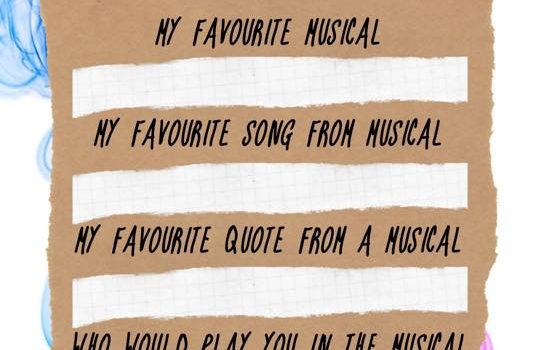 MY FAVOURITE MUSICAL
MY FAVOURITE SONG FROM MUSICAL
MY FAVOURITE QUOTE FROM A MUSICAL
WHO WOULD PLAY YOU IN THE MUSICAL